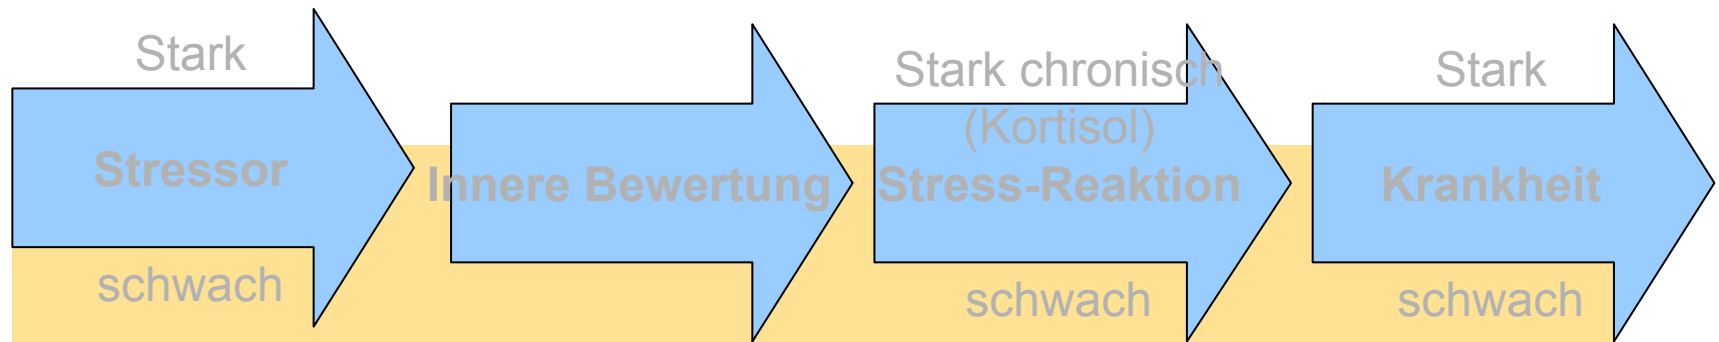 Stark
Stressor
schwach
Innere Bewertung
Stark chronisch
(Kortisol)
Stress-Reaktion
schwach
Stark
Krankheit
schwach